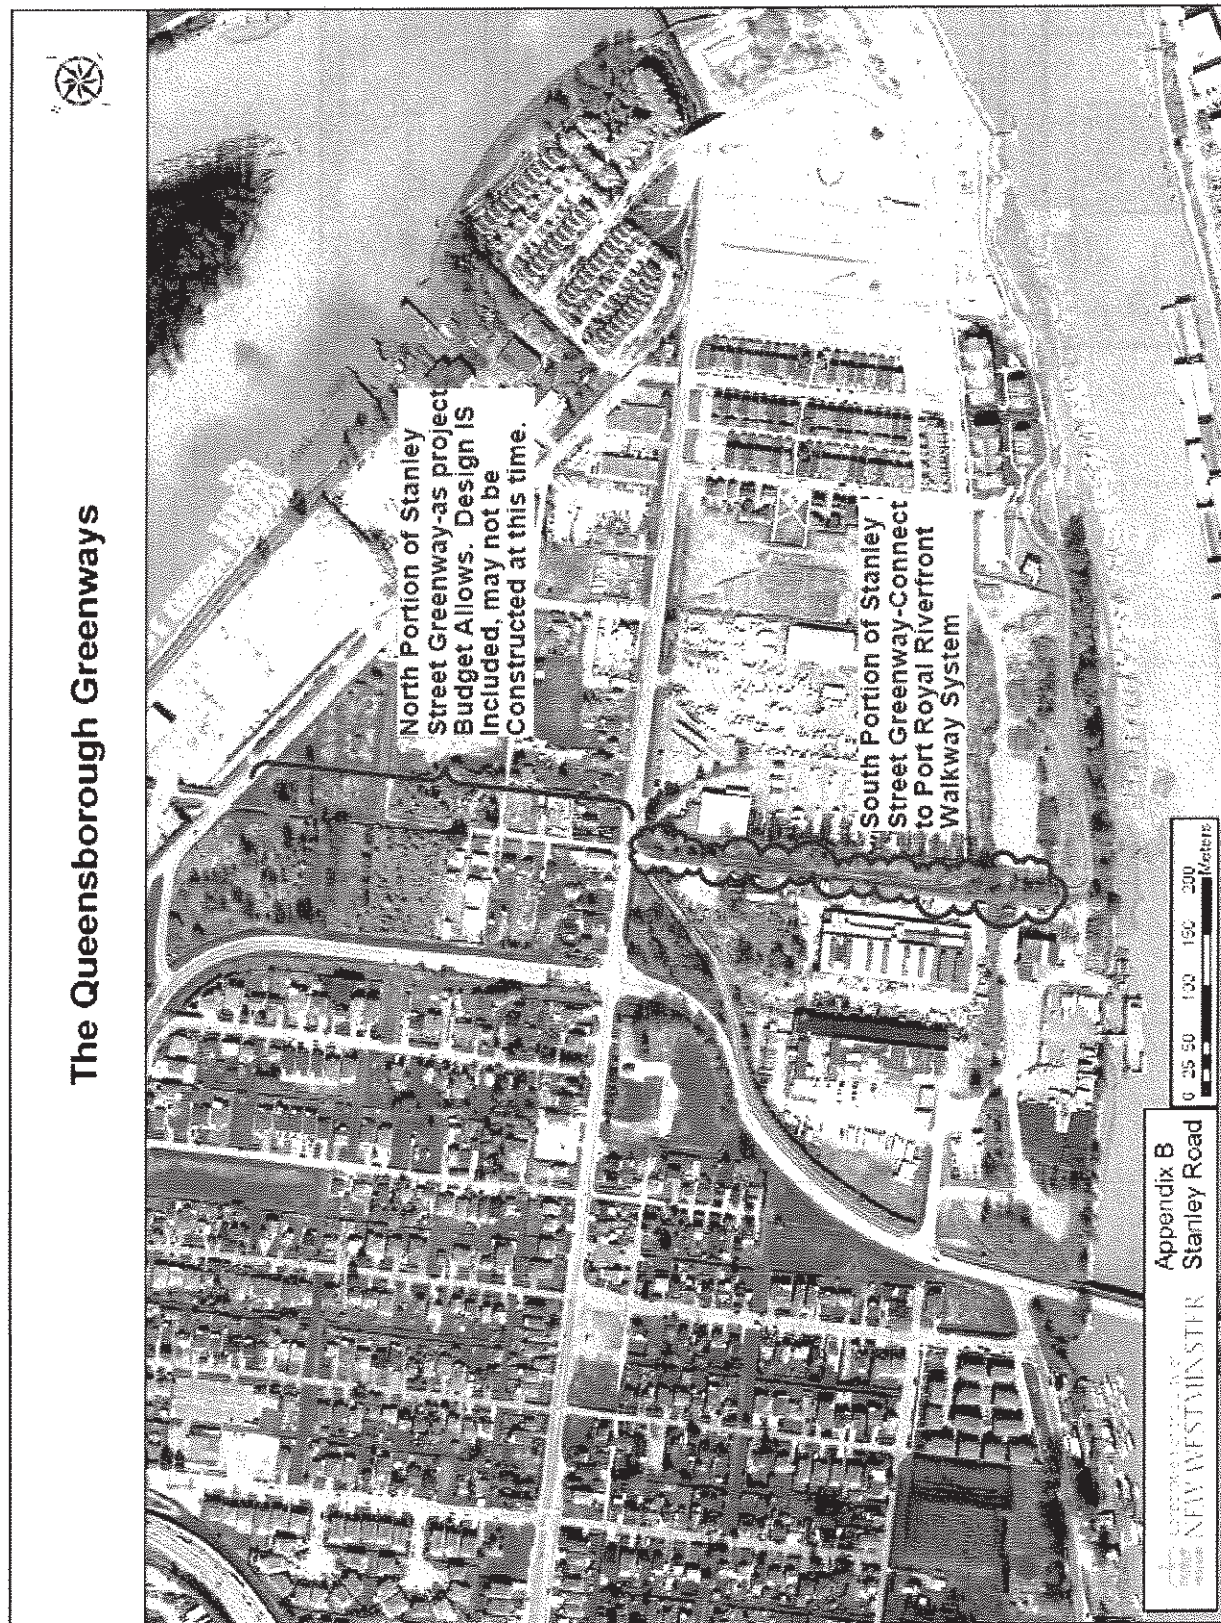 The Queensborough Greenways
North Portion of Stanley
Street Greenway-as project
Budget Allows. Design IS
Included, may not be
Constructed at this time.
South Portion of Stanley
Street Greenway-Connect
to Port Royal Riverfront
Walkway System
0 25 50 100 150 200
Meters
Appendix B
Stanley Road
NEW WESTMINSTER